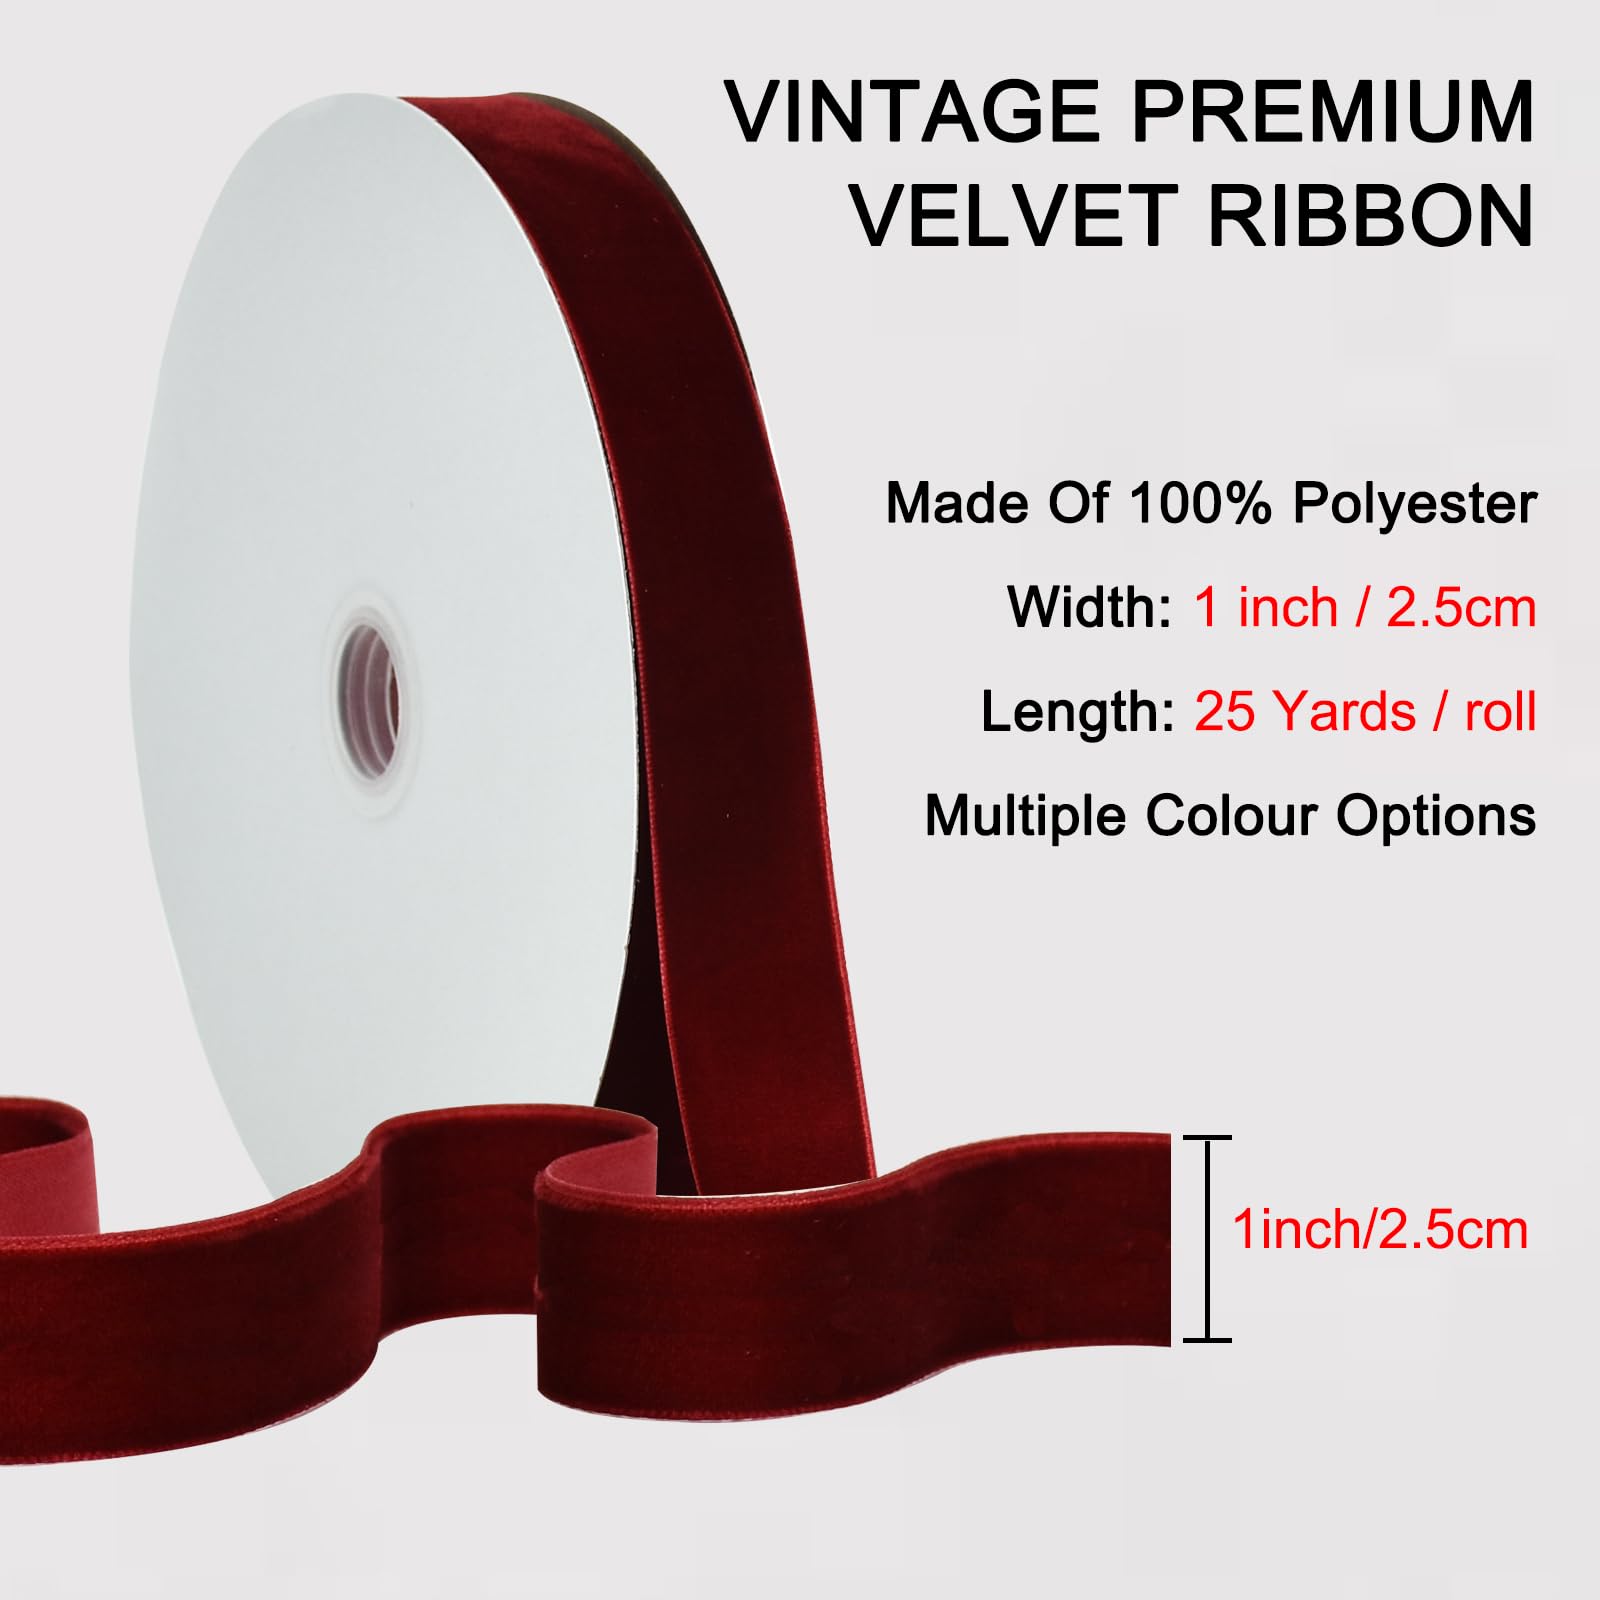 VINTAGE PREMIUM
VELVET RIBBON
Made Of 100% Polyester
Width: 1 inch / 2.5cm
Length: 25 Yards / roll
Multiple Colour Options
1inch/2.5cm